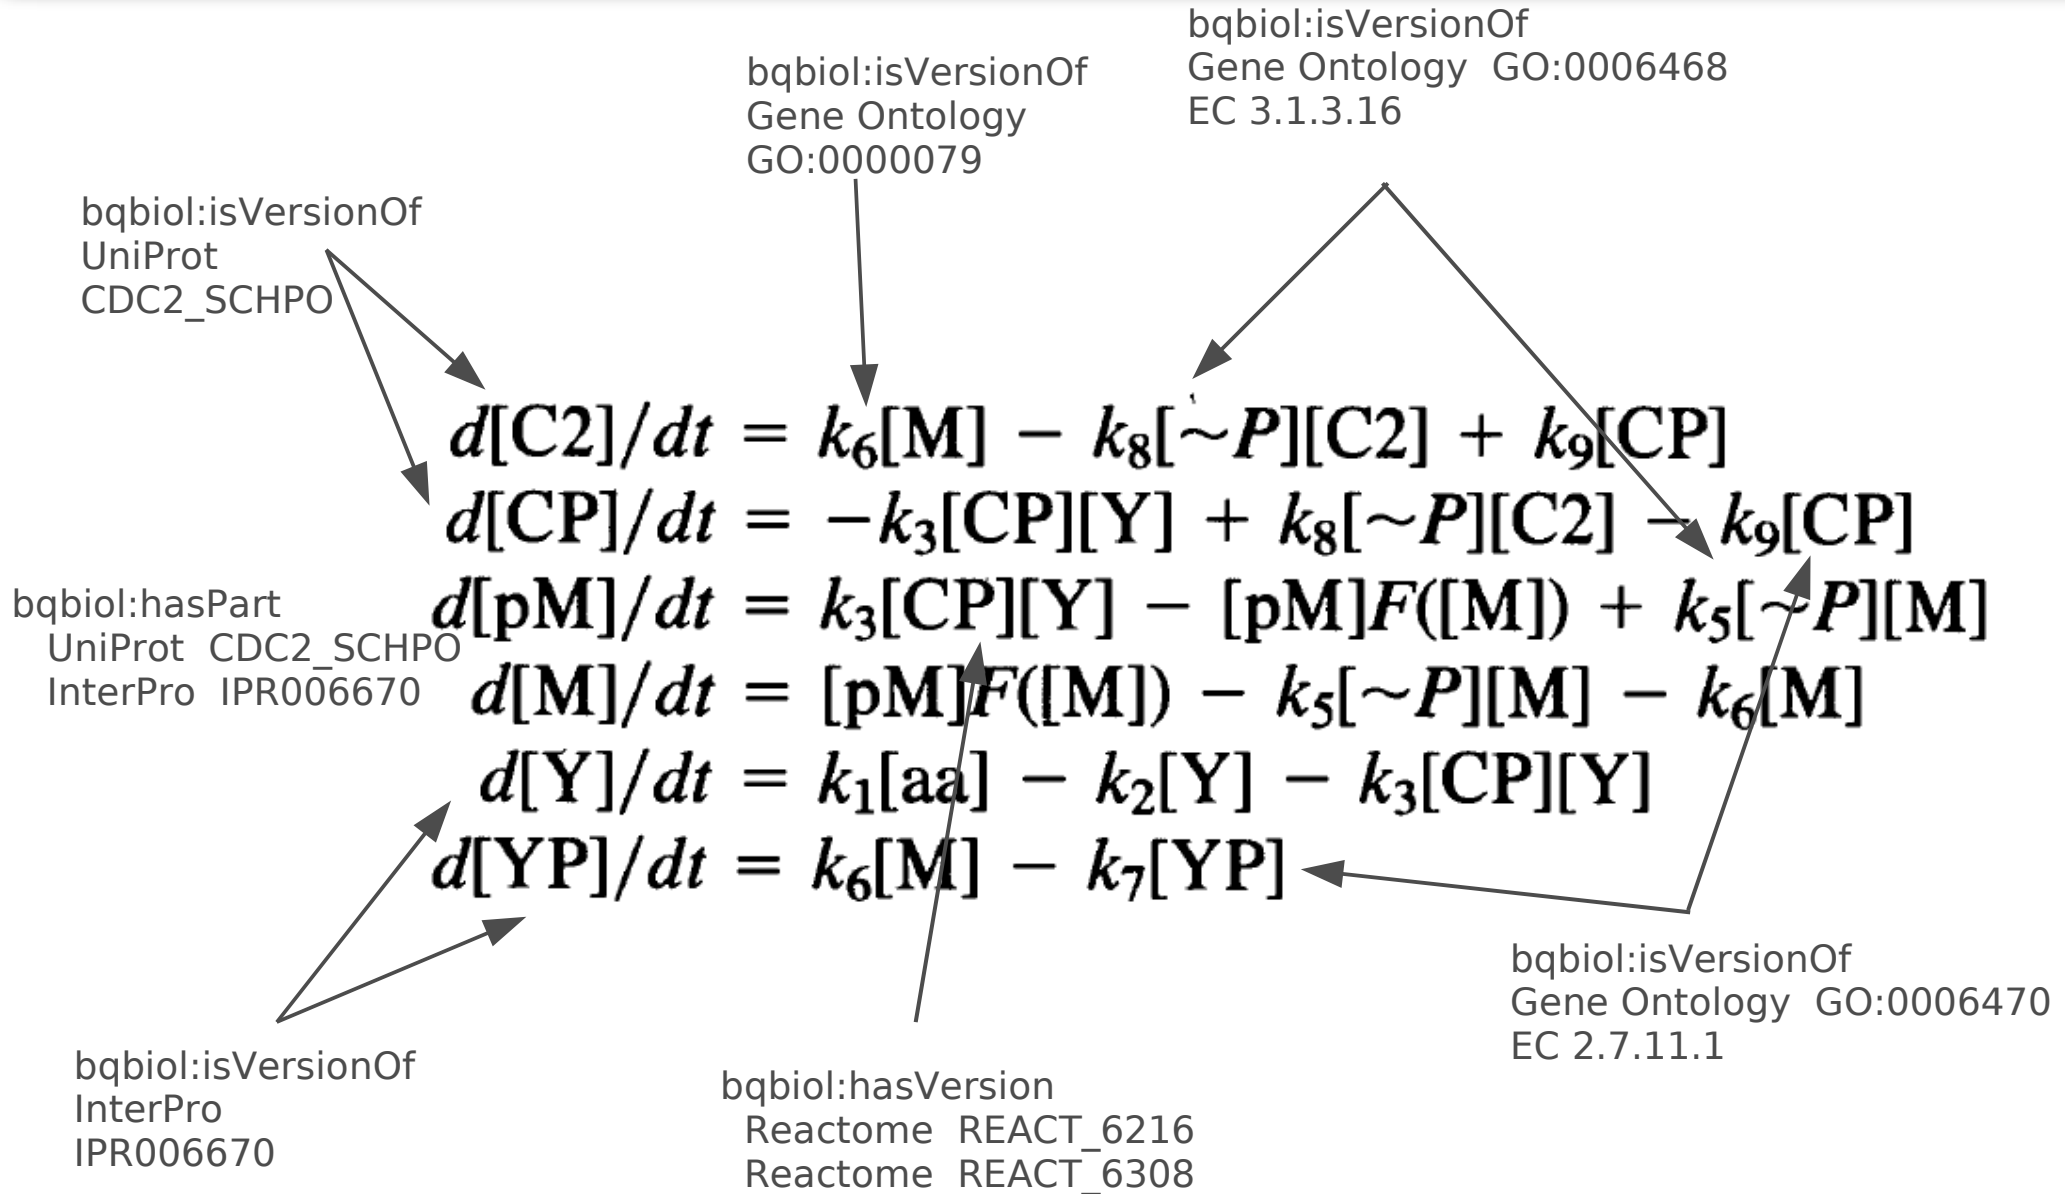 bqbiol:isVersionOf
Gene Ontology GO:0006468
EC 3.1.3.16
bqbiol:isVersionOf
Gene Ontology
GO:0000079
bqbiol:isVersionOf
UniProt
CDC2_SCHPO
d[C2]/dt = k₆[M] − k₈[~P][C2] + k₉[CP]
d[CP]/dt = −k₃[CP][Y] + k₈[~P][C2] − k₉[CP]
d[pM]/dt = k₃[CP][Y] − [pM]F([M]) + k₅[~P][M]
d[M]/dt = [pM]F([M]) − k₅[~P][M] − k₆[M]
d[Y]/dt = k₁[aa] − k₂[Y] − k₃[CP][Y]
d[YP]/dt = k₆[M] − k₇[YP]
bqbiol:hasPart
UniProt CDC2_SCHPO
InterPro IPR006670
bqbiol:isVersionOf
Gene Ontology GO:0006470
EC 2.7.11.1
bqbiol:isVersionOf
InterPro
IPR006670
bqbiol:hasVersion
Reactome REACT_6216
Reactome REACT_6308